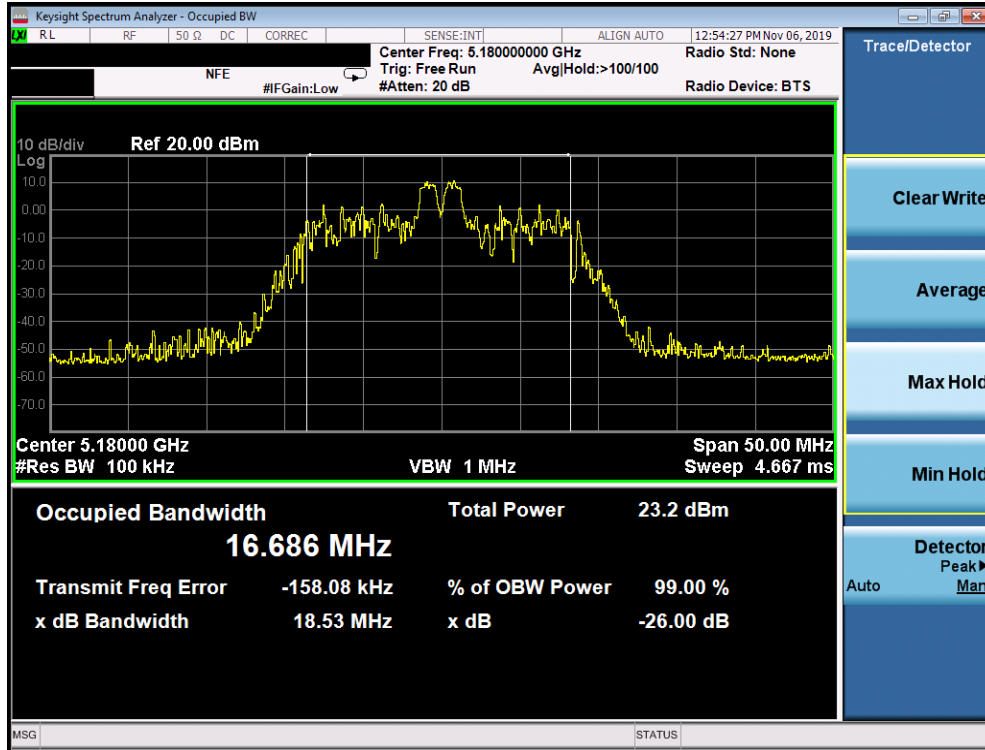 Keysight Spectrum Analyzer - Occupied BW
LXI RL RF 50 Ω DC CORREC SENSE:INT ALIGN AUTO 12:54:27 PM Nov 06, 2019
Center Freq: 5.180000000 GHz Radio Std: None
NFE Trig: Free Run Avg|Hold:>100/100
#IFGain:Low #Atten: 20 dB Radio Device: BTS
10 dB/div Ref 20.00 dBm
Log
10.0
0.00
-10.0
-20.0
-30.0
-40.0
-50.0
-60.0
-70.0
Center 5.18000 GHz Span 50.00 MHz
#Res BW 100 kHz VBW 1 MHz Sweep 4.667 ms
Occupied Bandwidth Total Power 23.2 dBm
16.686 MHz
Transmit Freq Error -158.08 kHz % of OBW Power 99.00 %
x dB Bandwidth 18.53 MHz x dB -26.00 dB
MSG STATUS
Trace/Detector
Clear Write
Average
Max Hold
Min Hold
Detector
Peak▶
Auto Man